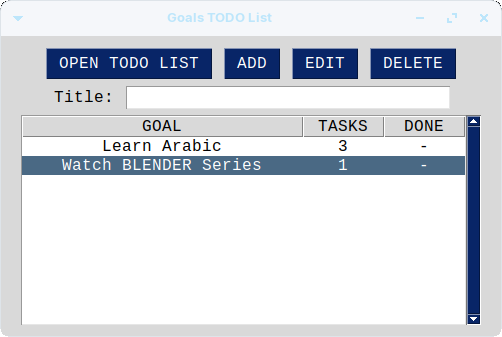 Goals TODO List
OPEN TODO LIST ADD EDIT DELETE
Title:
GOAL TASKS DONE
Learn Arabic 3 -
Watch BLENDER Series 1 -